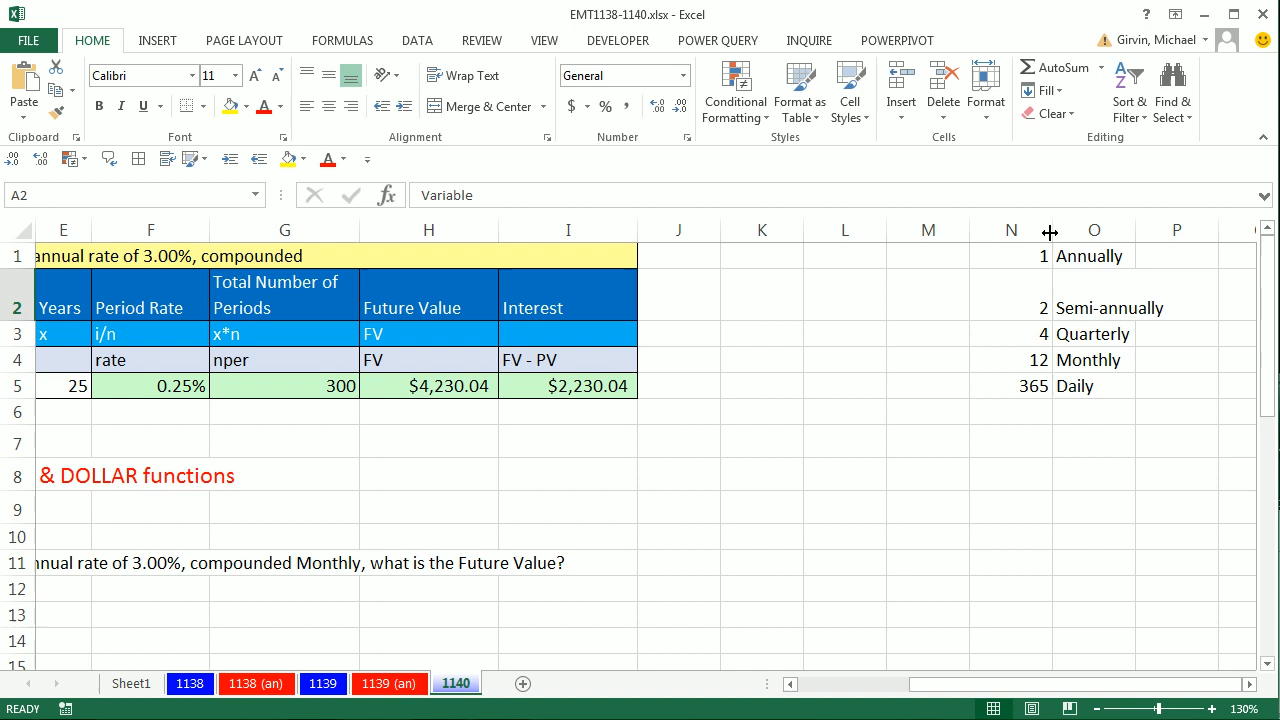 EMT1138-1140.xlsx - Excel
?
FILE HOME INSERT PAGE LAYOUT FORMULAS DATA REVIEW VIEW DEVELOPER POWER QUERY INQUIRE POWERPIVOT Girvin, Michael
Paste
Calibri 11
B I U
Wrap Text
Merge & Center
General
$ % ,
Conditional Formatting
Format as Table
Cell Styles
Insert Delete Format
AutoSum
Fill
Clear
Sort & Filter
Find & Select
Clipboard Font Alignment Number Styles Cells Editing
A2 fx Variable
E F G H I J K L M N O P
1 annual rate of 3.00%, compounded 1 Annually
Total Number of
2 Years Period Rate Periods Future Value Interest 2 Semi-annually
3 x i/n x*n FV 4 Quarterly
4 rate nper FV FV - PV 12 Monthly
5 25 0.25% 300 $4,230.04 $2,230.04 365 Daily
6
7
8 & DOLLAR functions
9
10
11 nnual rate of 3.00%, compounded Monthly, what is the Future Value?
12
13
14
15
Sheet1 1138 1138 (an) 1139 1139 (an) 1140
READY 130%